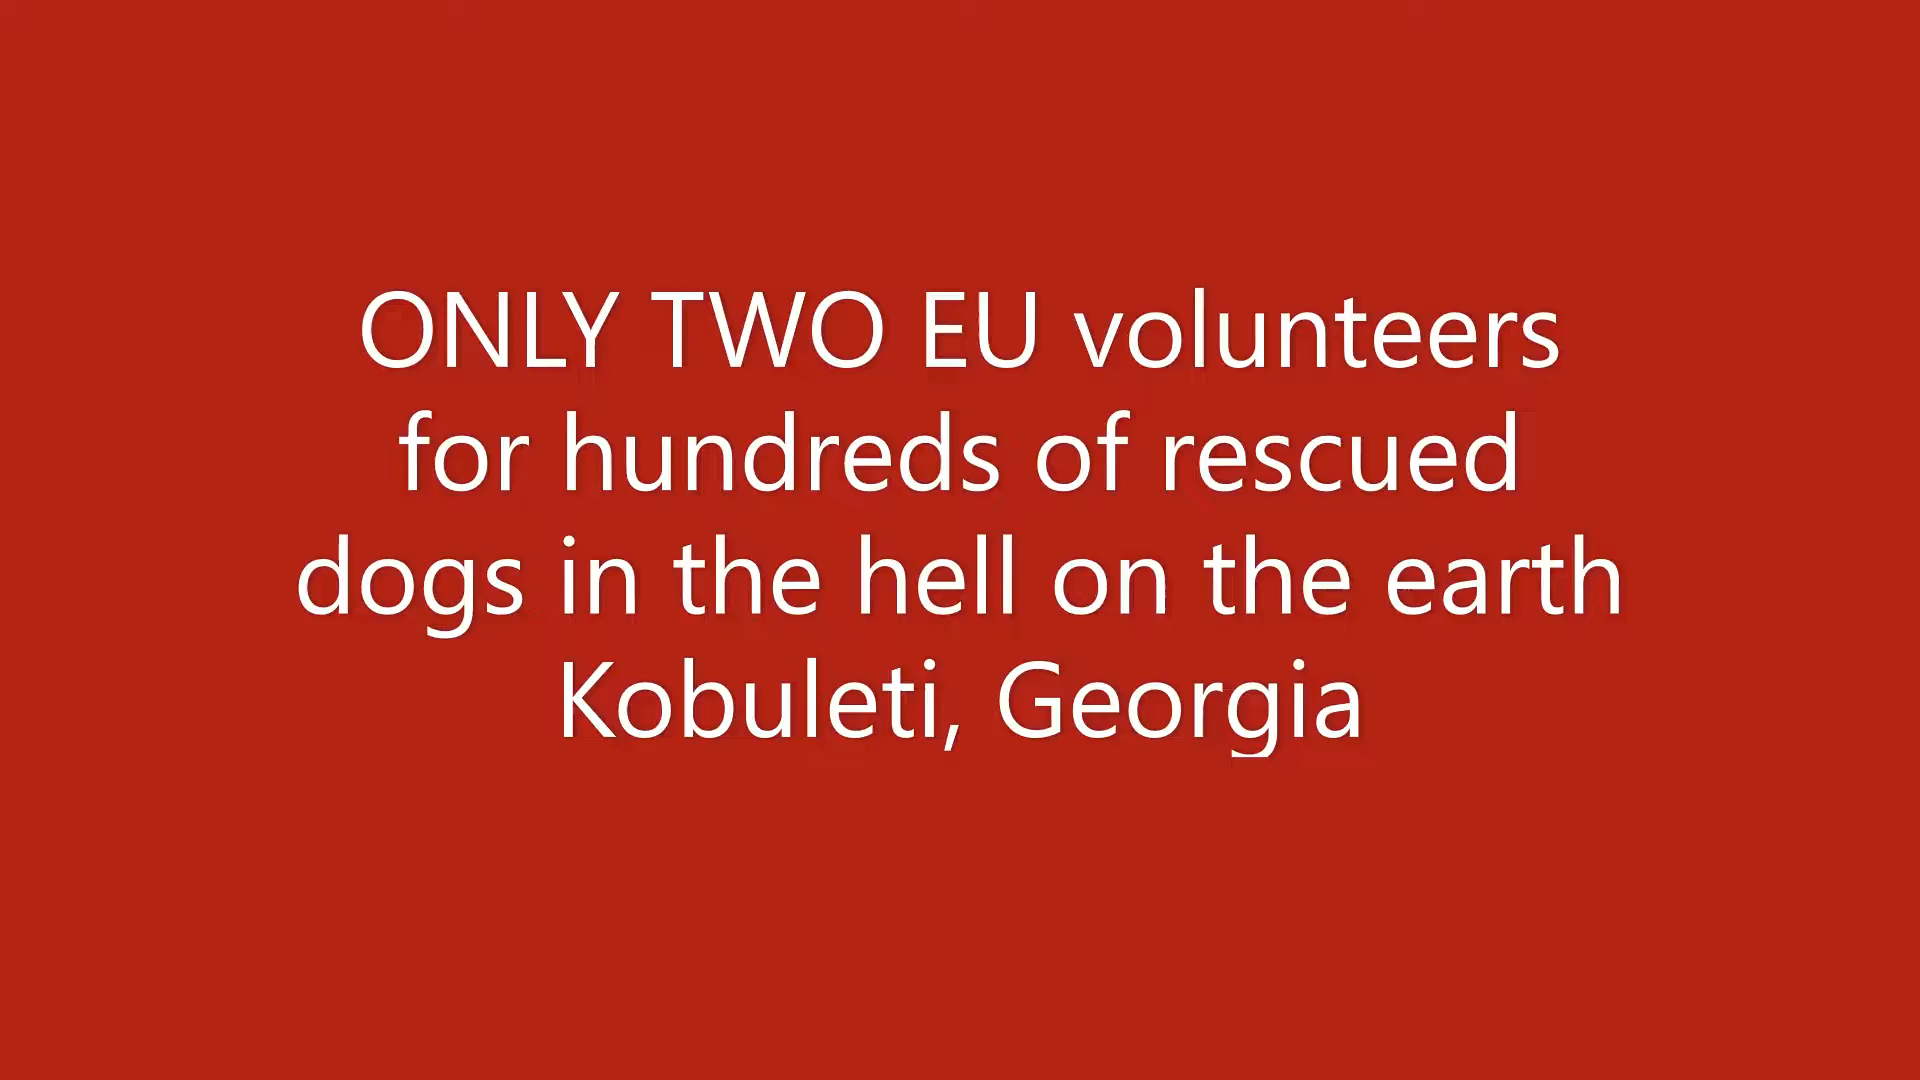 ONLY TWO EU volunteers
for hundreds of rescued
dogs in the hell on the earth
Kobuleti, Georgia